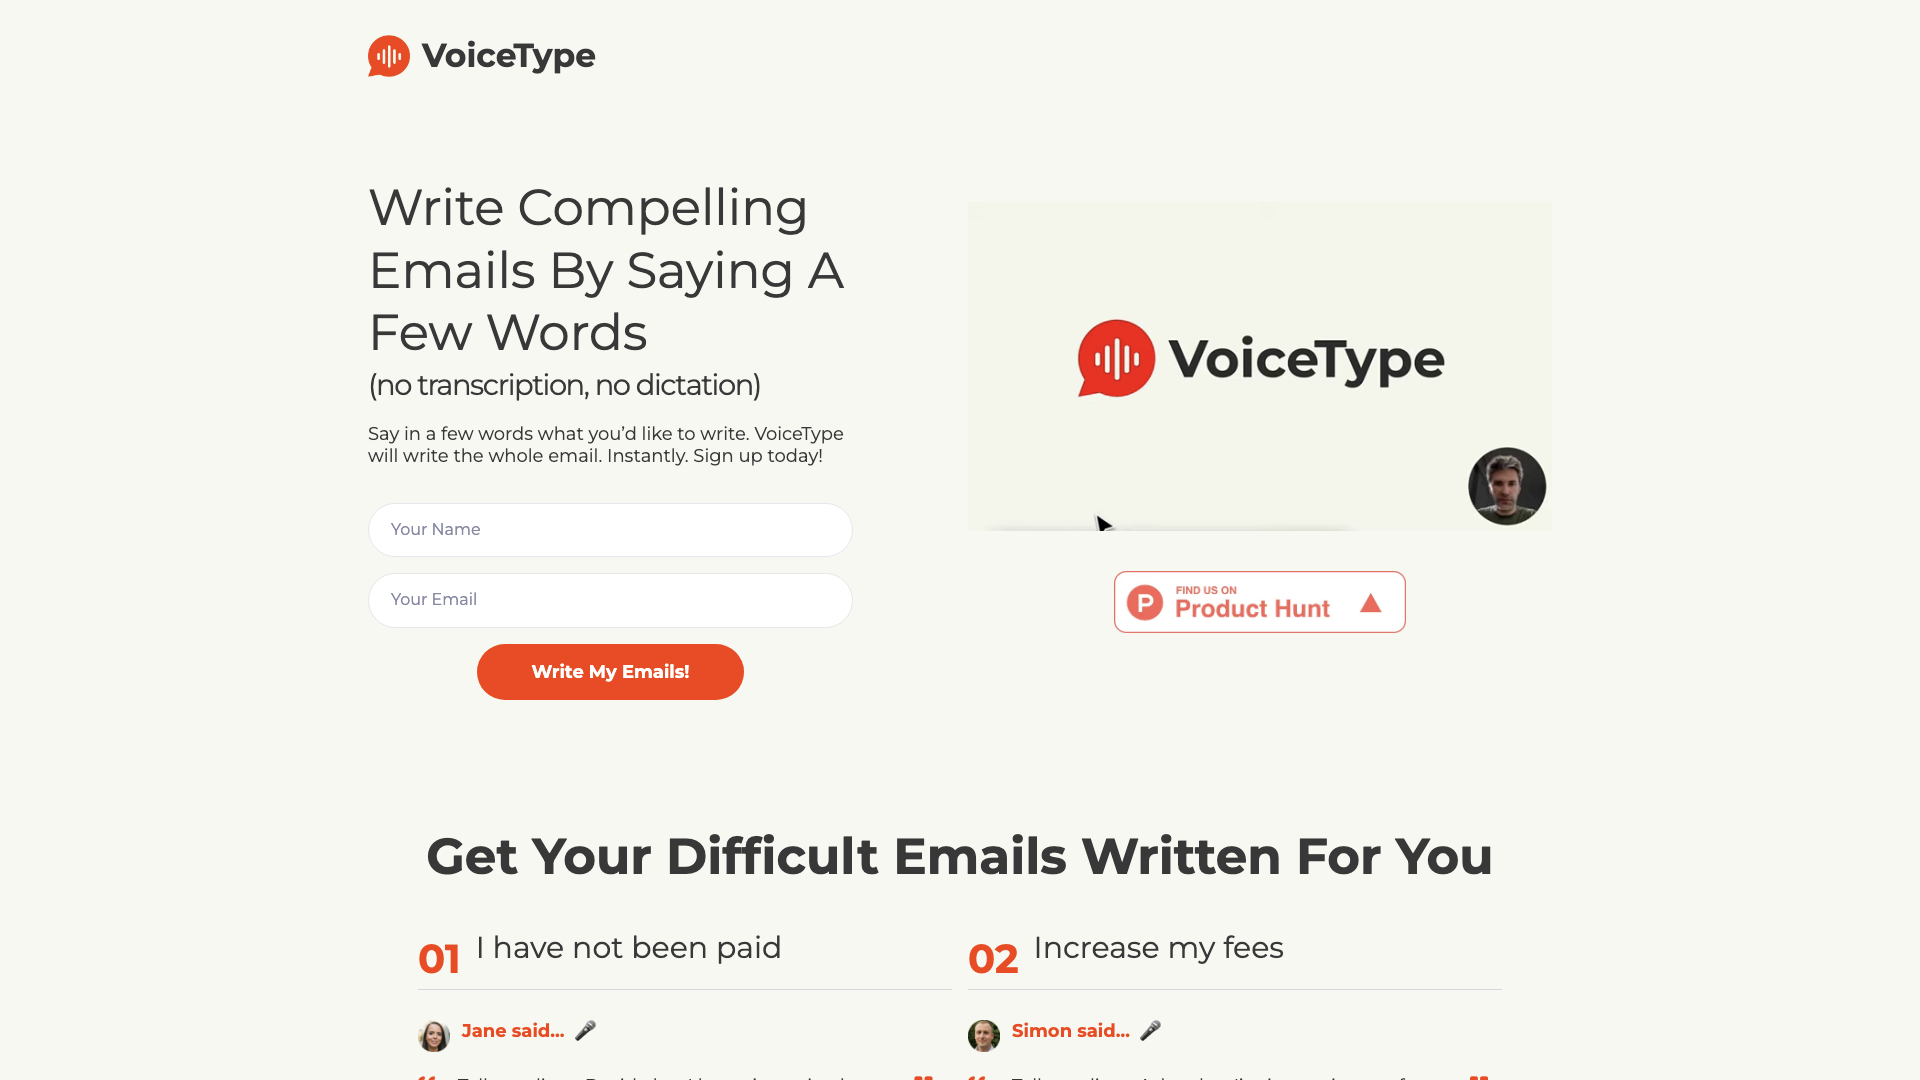 VoiceType
Write Compelling
Emails By Saying A
Few Words
(no transcription, no dictation)
Say in a few words what you’d like to write. VoiceType
will write the whole email. Instantly. Sign up today!
Your Name
Your Email
Write My Emails!
VoiceType
FIND US ON
Product Hunt
Get Your Difficult Emails Written For You
01 I have not been paid
02 Increase my fees
Jane said...
Simon said...